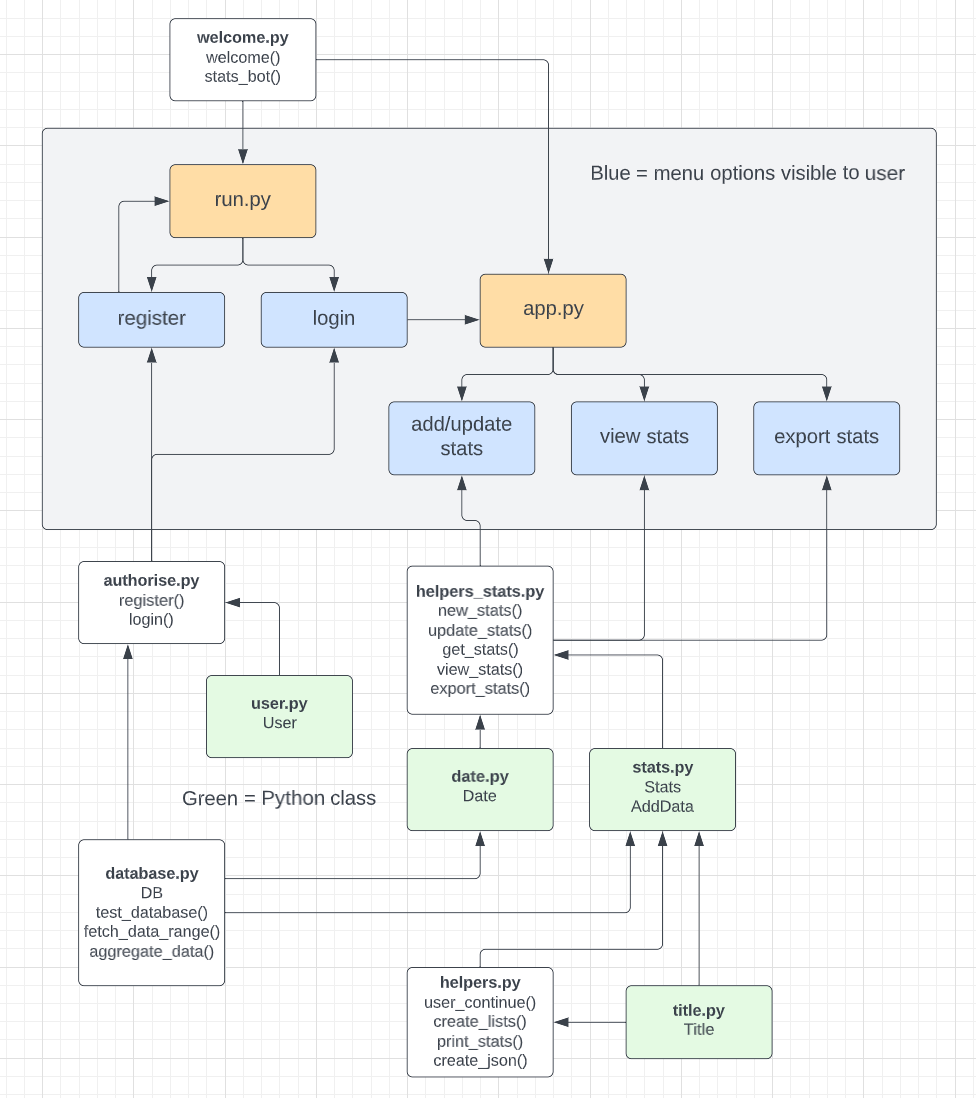 welcome.py
welcome()
stats_bot()
Blue = menu options visible to user
run.py
register
login
app.py
add/update
stats
view stats
export stats
authorise.py
register()
login()
helpers_stats.py
new_stats()
update_stats()
get_stats()
view_stats()
export_stats()
user.py
User
date.py
Date
stats.py
Stats
AddData
Green = Python class
database.py
DB
test_database()
fetch_data_range()
aggregate_data()
helpers.py
user_continue()
create_lists()
print_stats()
create_json()
title.py
Title